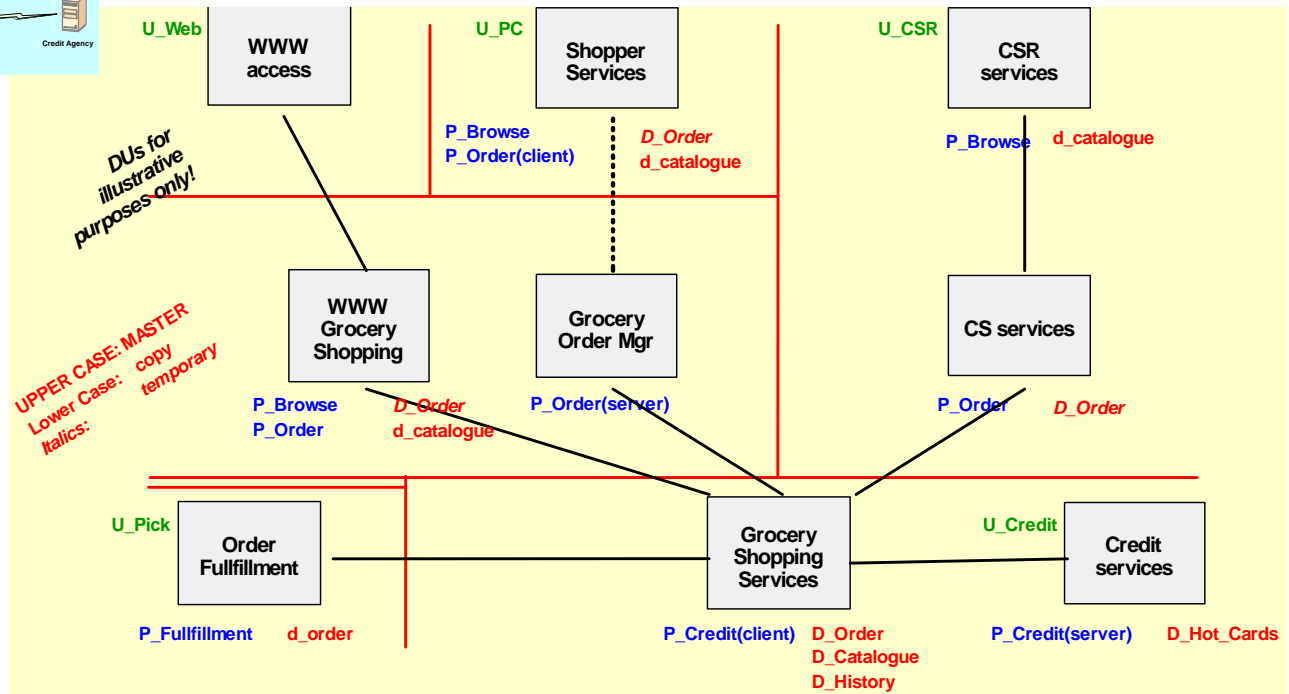 Credit Agency
U_Web
WWW
access
U_PC
Shopper
Services
U_CSR
CSR
services
P_Browse
P_Order(client)
D_Order
d_catalogue
P_Browse
d_catalogue
DUs for
illustrative
purposes only!
WWW
Grocery
Shopping
Grocery
Order Mgr
CS services
UPPER CASE: MASTER
Lower Case: copy
Italics: temporary
P_Browse
P_Order
D_Order
d_catalogue
P_Order(server)
P_Order
D_Order
U_Pick
Order
Fullfillment
Grocery
Shopping
Services
U_Credit
Credit
services
P_Fullfillment
d_order
P_Credit(client)
D_Order
D_Catalogue
D_History
P_Credit(server)
D_Hot_Cards